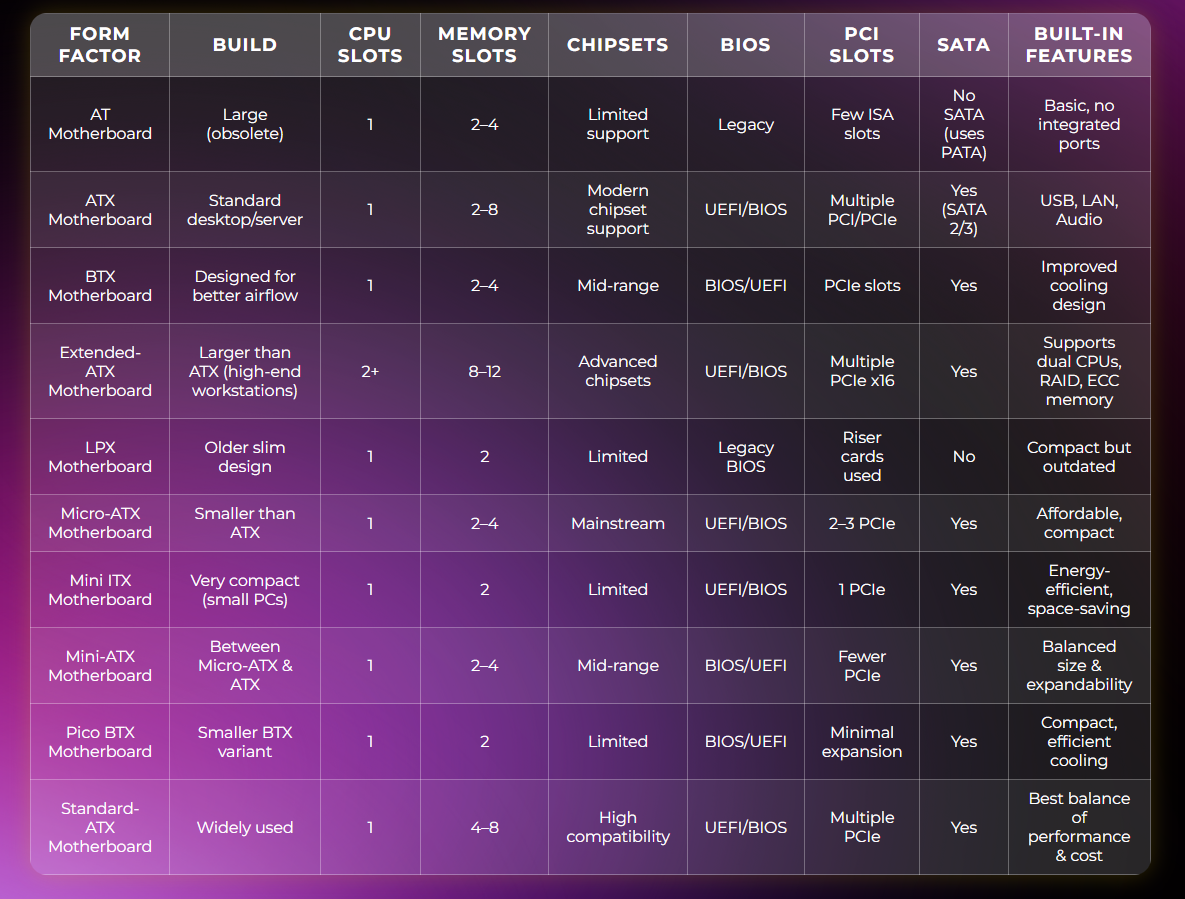 FORM FACTOR | BUILD | CPU SLOTS | MEMORY SLOTS | CHIPSETS | BIOS | PCI SLOTS | SATA | BUILT-IN FEATURES
AT Motherboard | Large (obsolete) | 1 | 2–4 | Limited support | Legacy | Few ISA slots | No SATA (uses PATA) | Basic, no integrated ports
ATX Motherboard | Standard desktop/server | 1 | 2–8 | Modern chipset support | UEFI/BIOS | Multiple PCI/PCIe | Yes (SATA 2/3) | USB, LAN, Audio
BTX Motherboard | Designed for better airflow | 1 | 2–4 | Mid-range | BIOS/UEFI | PCIe slots | Yes | Improved cooling design
Extended-ATX Motherboard | Larger than ATX (high-end workstations) | 2+ | 8–12 | Advanced chipsets | UEFI/BIOS | Multiple PCIe x16 | Yes | Supports dual CPUs, RAID, ECC memory
LPX Motherboard | Older slim design | 1 | 2 | Limited | Legacy BIOS | Riser cards used | No | Compact but outdated
Micro-ATX Motherboard | Smaller than ATX | 1 | 2–4 | Mainstream | UEFI/BIOS | 2–3 PCIe | Yes | Affordable, compact
Mini ITX Motherboard | Very compact (small PCs) | 1 | 2 | Limited | UEFI/BIOS | 1 PCIe | Yes | Energy-efficient, space-saving
Mini-ATX Motherboard | Between Micro-ATX & ATX | 1 | 2–4 | Mid-range | BIOS/UEFI | Fewer PCIe | Yes | Balanced size & expandability
Pico BTX Motherboard | Smaller BTX variant | 1 | 2 | Limited | BIOS/UEFI | Minimal expansion | Yes | Compact, efficient cooling
Standard-ATX Motherboard | Widely used | 1 | 4–8 | High compatibility | UEFI/BIOS | Multiple PCIe | Yes | Best balance of performance & cost